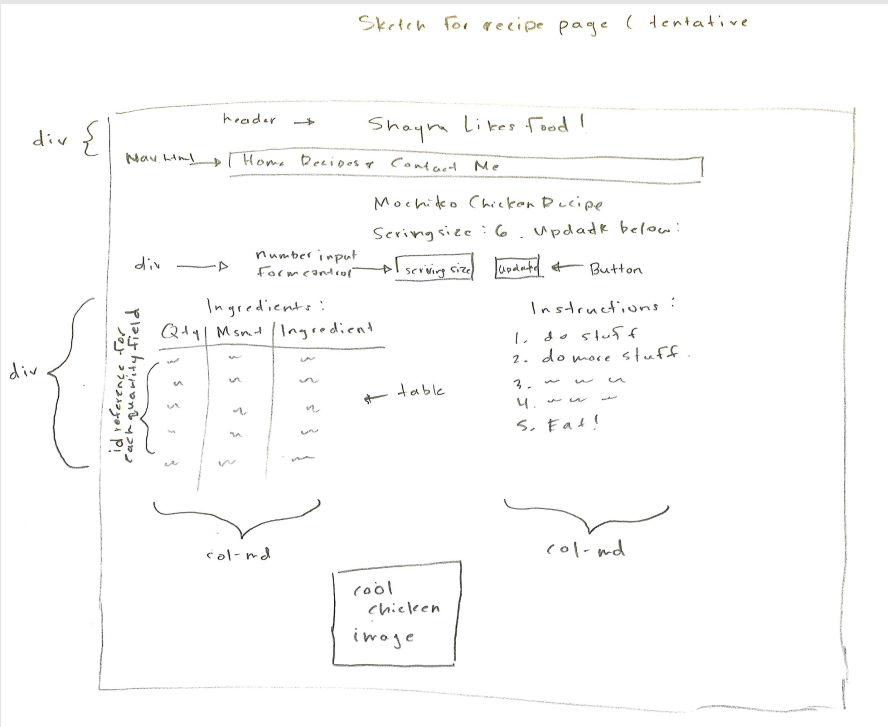 Sketch for recipe page ( tentative
div {
header → Shayna Likes Food!
Nav html → Home Recipes Contact Me
Mochiko Chicken Recipe
Serving size : 6 . Update below :
div → number input form control → serving size update ← Button
Ingredients :
Qty | Msmt | Ingredient
div
id reference for each quantity field
← table
Instructions :
1. do stuff
2. do more stuff.
3.
4.
5. Eat!
col-md
col-md
cool
chicken
image